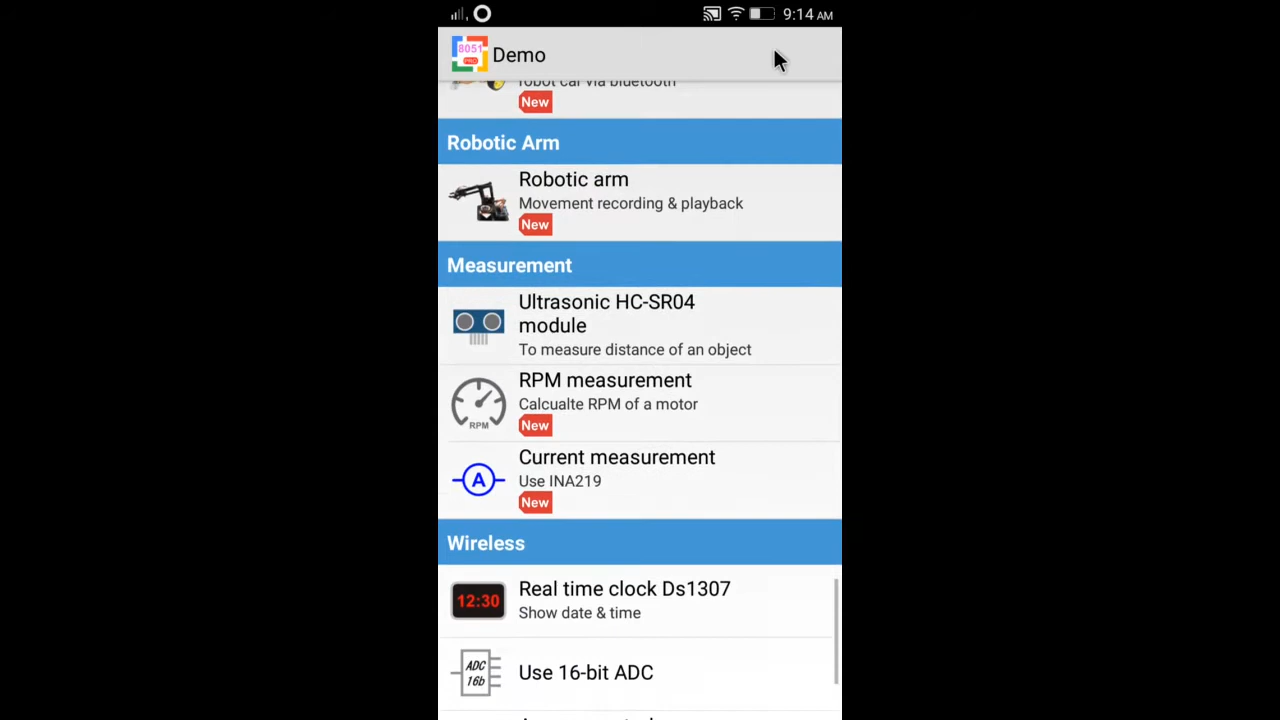 9:14 AM
8051
PRO
Demo
robot car via bluetooth
New
Robotic Arm
Robotic arm
Movement recording & playback
New
Measurement
Ultrasonic HC-SR04
module
To measure distance of an object
RPM measurement
Calcualte RPM of a motor
RPM
New
Current measurement
A
Use INA219
New
Wireless
Real time clock Ds1307
12:30
Show date & time
ADC
16b
Use 16-bit ADC